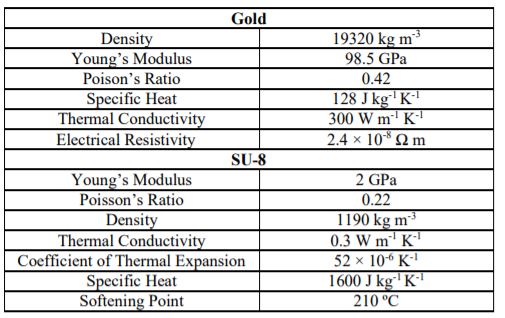 Gold
Density 19320 kg m⁻³
Young's Modulus 98.5 GPa
Poison's Ratio 0.42
Specific Heat 128 J kg⁻¹ K⁻¹
Thermal Conductivity 300 W m⁻¹ K⁻¹
Electrical Resistivity 2.4 × 10⁻⁸ Ω m
SU-8
Young's Modulus 2 GPa
Poisson's Ratio 0.22
Density 1190 kg m⁻³
Thermal Conductivity 0.3 W m⁻¹ K⁻¹
Coefficient of Thermal Expansion 52 × 10⁻⁶ K⁻¹
Specific Heat 1600 J kg⁻¹ K⁻¹
Softening Point 210 ºC